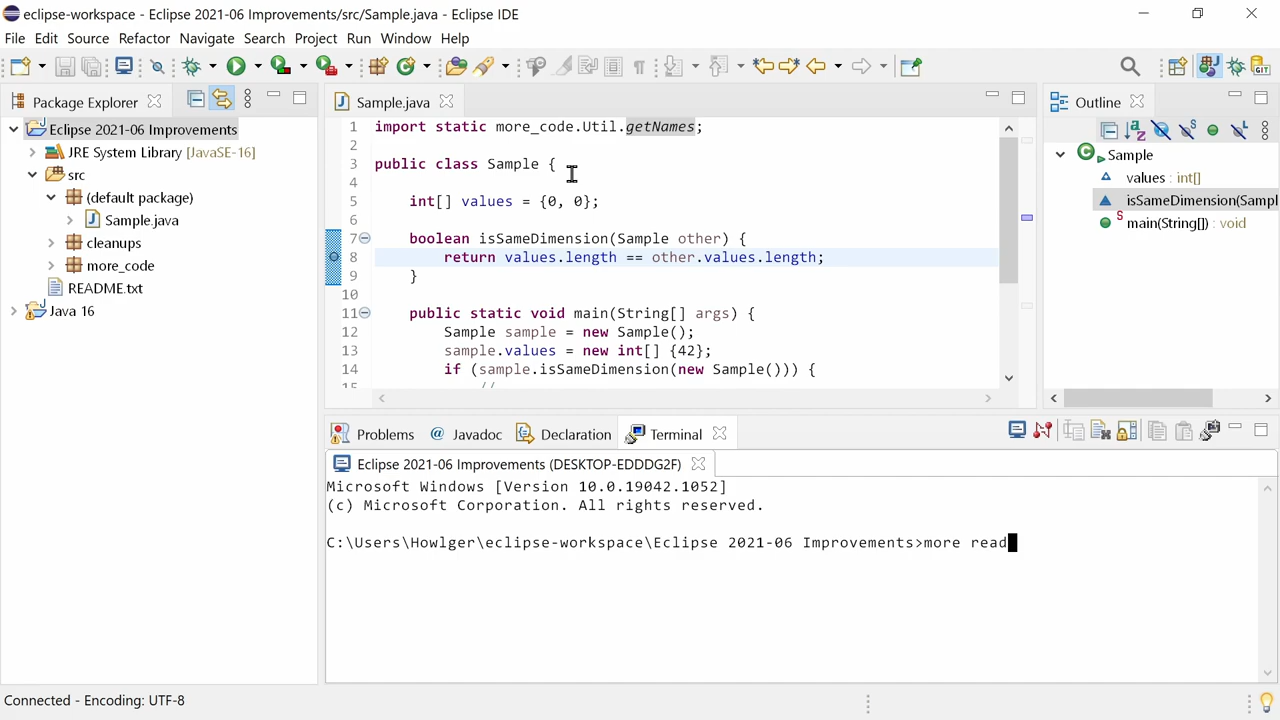 eclipse-workspace - Eclipse 2021-06 Improvements/src/Sample.java - Eclipse IDE
File Edit Source Refactor Navigate Search Project Run Window Help
Package Explorer
Eclipse 2021-06 Improvements
JRE System Library [JavaSE-16]
src
(default package)
Sample.java
cleanups
more_code
README.txt
Java 16
Sample.java
1 import static more_code.Util.getNames;
2
3 public class Sample {
4
5 int[] values = {0, 0};
6
7 boolean isSameDimension(Sample other) {
8 return values.length == other.values.length;
9 }
10
11 public static void main(String[] args) {
12 Sample sample = new Sample();
13 sample.values = new int[] {42};
14 if (sample.isSameDimension(new Sample())) {
15 //
Outline
Sample
values : int[]
isSameDimension(Sampl
main(String[]) : void
Problems Javadoc Declaration Terminal
Eclipse 2021-06 Improvements (DESKTOP-EDDDG2F)
Microsoft Windows [Version 10.0.19042.1052]
(c) Microsoft Corporation. All rights reserved.
C:\Users\Howlger\eclipse-workspace\Eclipse 2021-06 Improvements>more read
Connected - Encoding: UTF-8